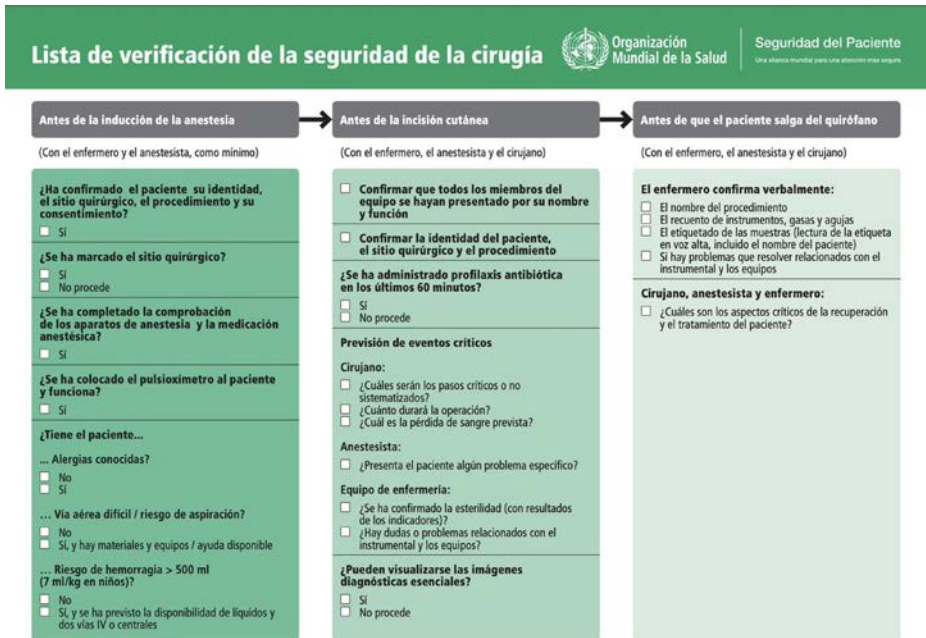 Lista de verificación de la seguridad de la cirugía
Organización
Mundial de la Salud
Seguridad del Paciente
Una alianza mundial para una atención más segura
Antes de la inducción de la anestesia
(Con el enfermero y el anestesista, como mínimo)
¿Ha confirmado el paciente su identidad,
el sitio quirúrgico, el procedimiento y su
consentimiento?
Sí
¿Se ha marcado el sitio quirúrgico?
Sí
No procede
¿Se ha completado la comprobación
de los aparatos de anestesia y la medicación
anestésica?
Sí
¿Se ha colocado el pulsioxímetro al paciente
y funciona?
Sí
¿Tiene el paciente...
... Alergias conocidas?
No
Sí
... Vía aérea difícil / riesgo de aspiración?
No
Sí, y hay materiales y equipos / ayuda disponible
... Riesgo de hemorragia > 500 ml
(7 ml/kg en niños)?
No
Sí, y se ha previsto la disponibilidad de líquidos y
dos vías IV o centrales
Antes de la incisión cutánea
(Con el enfermero, el anestesista y el cirujano)
Confirmar que todos los miembros del
equipo se hayan presentado por su nombre
y función
Confirmar la identidad del paciente,
el sitio quirúrgico y el procedimiento
¿Se ha administrado profilaxis antibiótica
en los últimos 60 minutos?
Sí
No procede
Previsión de eventos críticos
Cirujano:
¿Cuáles serán los pasos críticos o no
sistematizados?
¿Cuánto durará la operación?
¿Cuál es la pérdida de sangre prevista?
Anestesista:
¿Presenta el paciente algún problema específico?
Equipo de enfermería:
¿Se ha confirmado la esterilidad (con resultados
de los indicadores)?
¿Hay dudas o problemas relacionados con el
instrumental y los equipos?
¿Pueden visualizarse las imágenes
diagnósticas esenciales?
Sí
No procede
Antes de que el paciente salga del quirófano
(Con el enfermero, el anestesista y el cirujano)
El enfermero confirma verbalmente:
El nombre del procedimiento
El recuento de instrumentos, gasas y agujas
El etiquetado de las muestras (lectura de la etiqueta
en voz alta, incluido el nombre del paciente)
Si hay problemas que resolver relacionados con el
instrumental y los equipos
Cirujano, anestesista y enfermero:
¿Cuáles son los aspectos críticos de la recuperación
y el tratamiento del paciente?